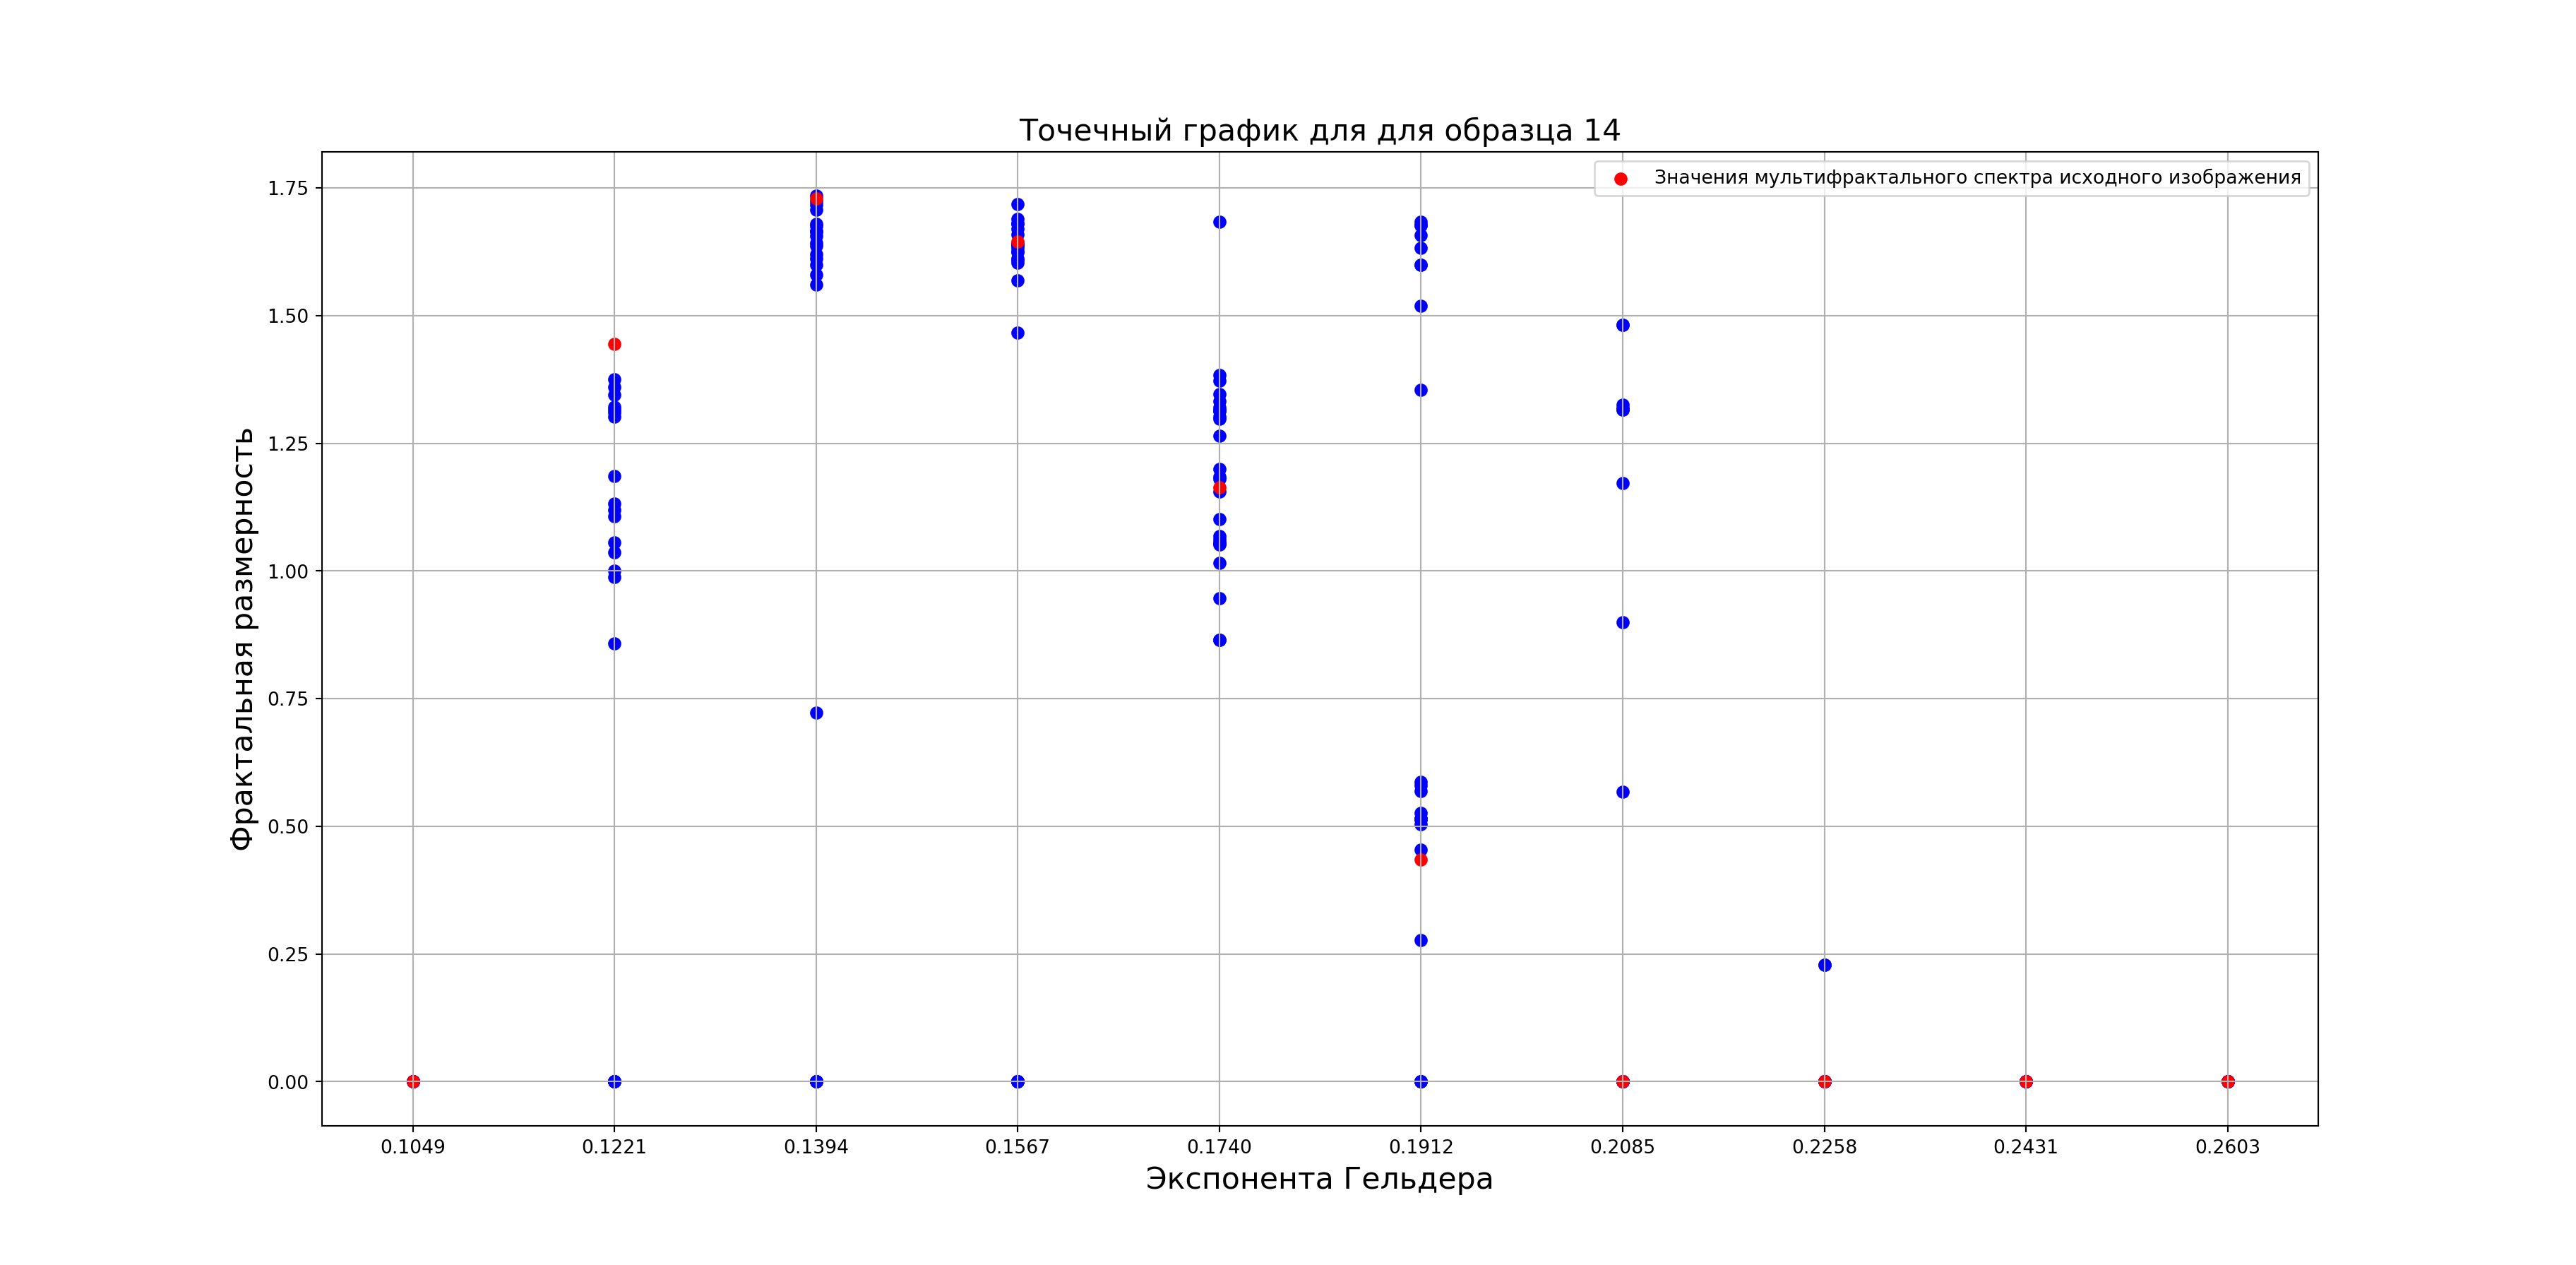 Точечный график для для образца 14
Значения мультифрактального спектра исходного изображения
Фрактальная размерность
1.75
1.50
1.25
1.00
0.75
0.50
0.25
0.00
0.1049 0.1221 0.1394 0.1567 0.1740 0.1912 0.2085 0.2258 0.2431 0.2603
Экспонента Гельдера